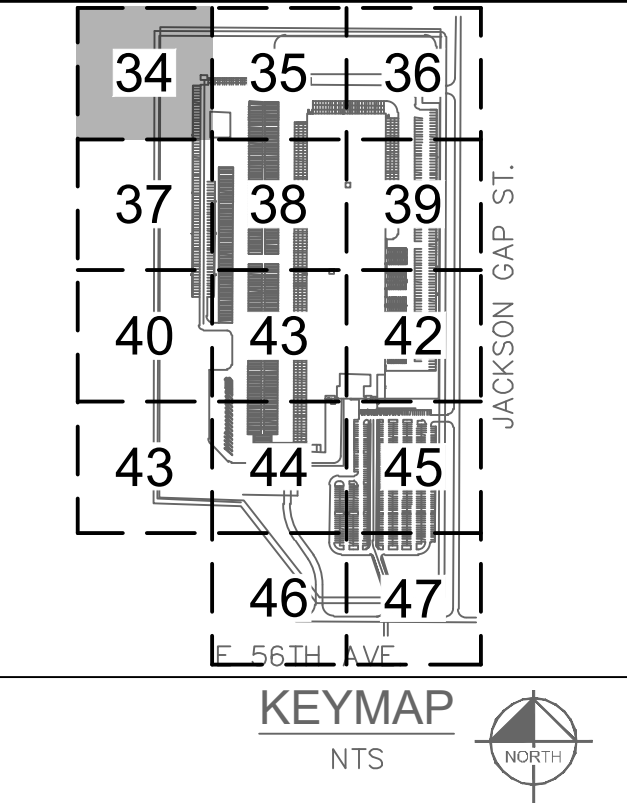 34 35 36
37 38 39
JACKSON GAP ST.
40 43 42
43 44 45
46 47
E 56TH AVE
KEYMAP
NTS
NORTH